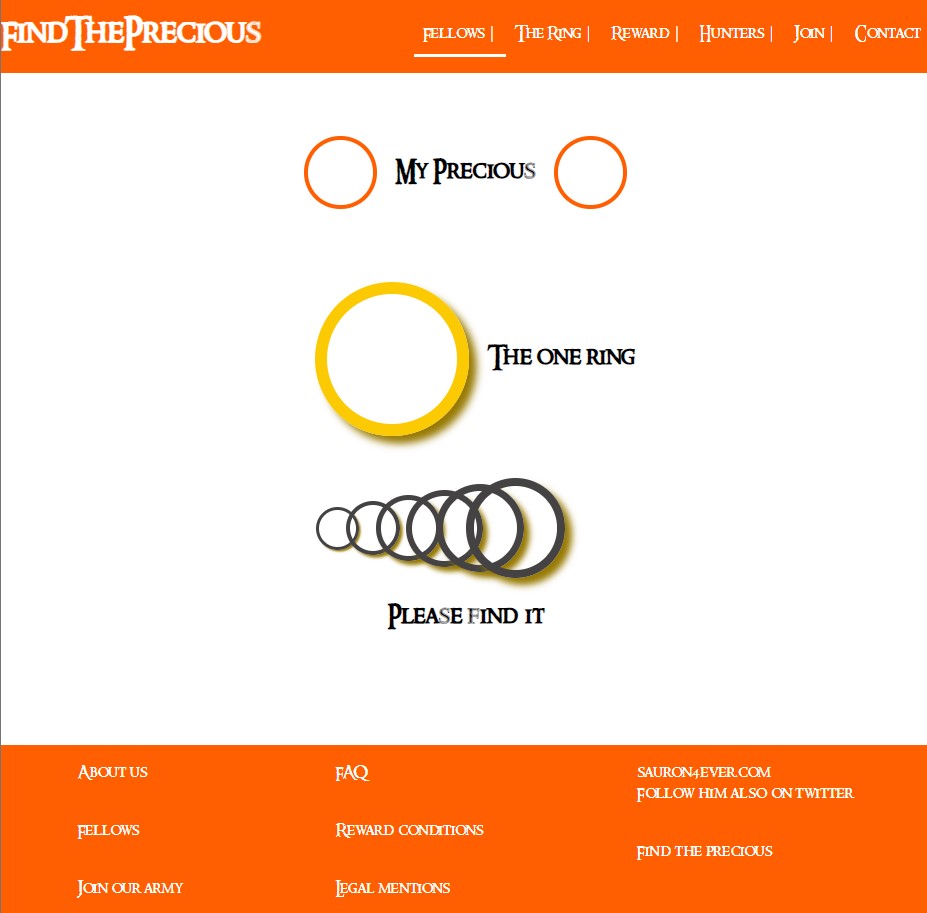 FindThePrecious
Fellows | The Ring | Reward | Hunters | Join | Contact
My Precious
The one ring
Please find it
About us
FAQ
sauron4ever.com
Follow him also on twitter
Fellows
Reward conditions
Find the precious
Join our army
Legal mentions